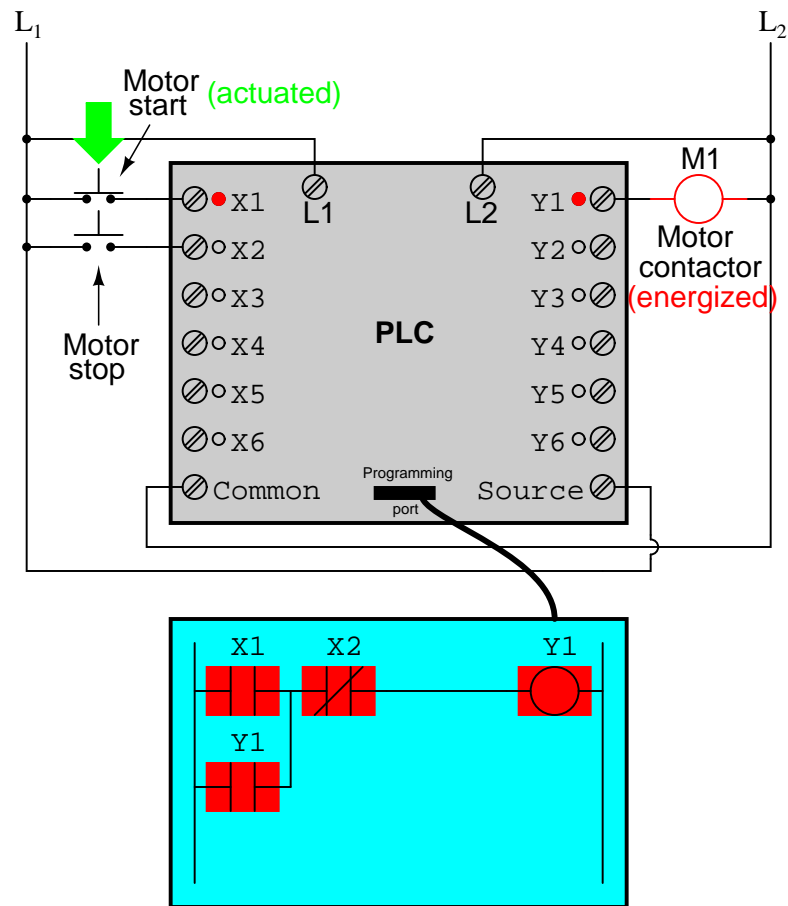 L1
L2
Motor
start
(actuated)
M1
X1
L1
L2
Y1
X2
Y2
Motor
contactor
(energized)
X3
Y3
Motor
stop
PLC
X4
Y4
X5
Y5
X6
Y6
Common
Programming
port
Source
X1
X2
Y1
Y1